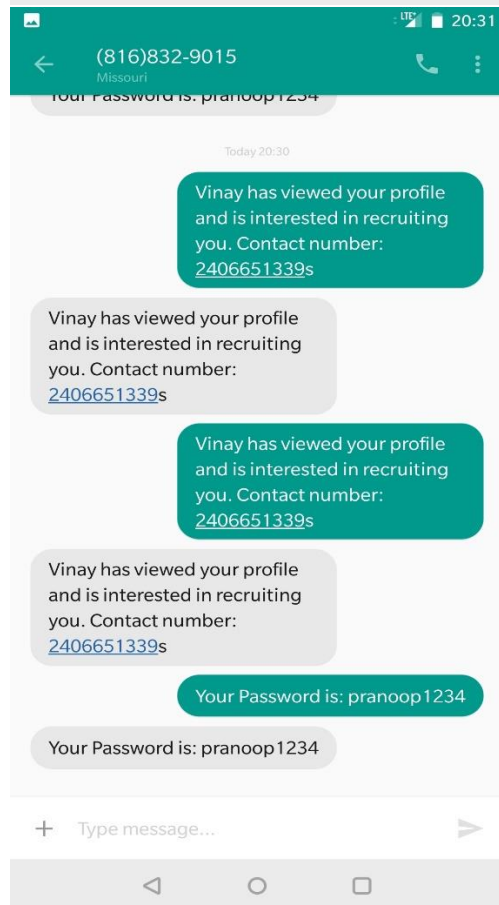 LTE 20:31
(816)832-9015
Missouri
Your Password is: pranoop1234
Today 20:30
Vinay has viewed your profile
and is interested in recruiting
you. Contact number:
2406651339s
Vinay has viewed your profile
and is interested in recruiting
you. Contact number:
2406651339s
Vinay has viewed your profile
and is interested in recruiting
you. Contact number:
2406651339s
Vinay has viewed your profile
and is interested in recruiting
you. Contact number:
2406651339s
Your Password is: pranoop1234
Your Password is: pranoop1234
Type message...